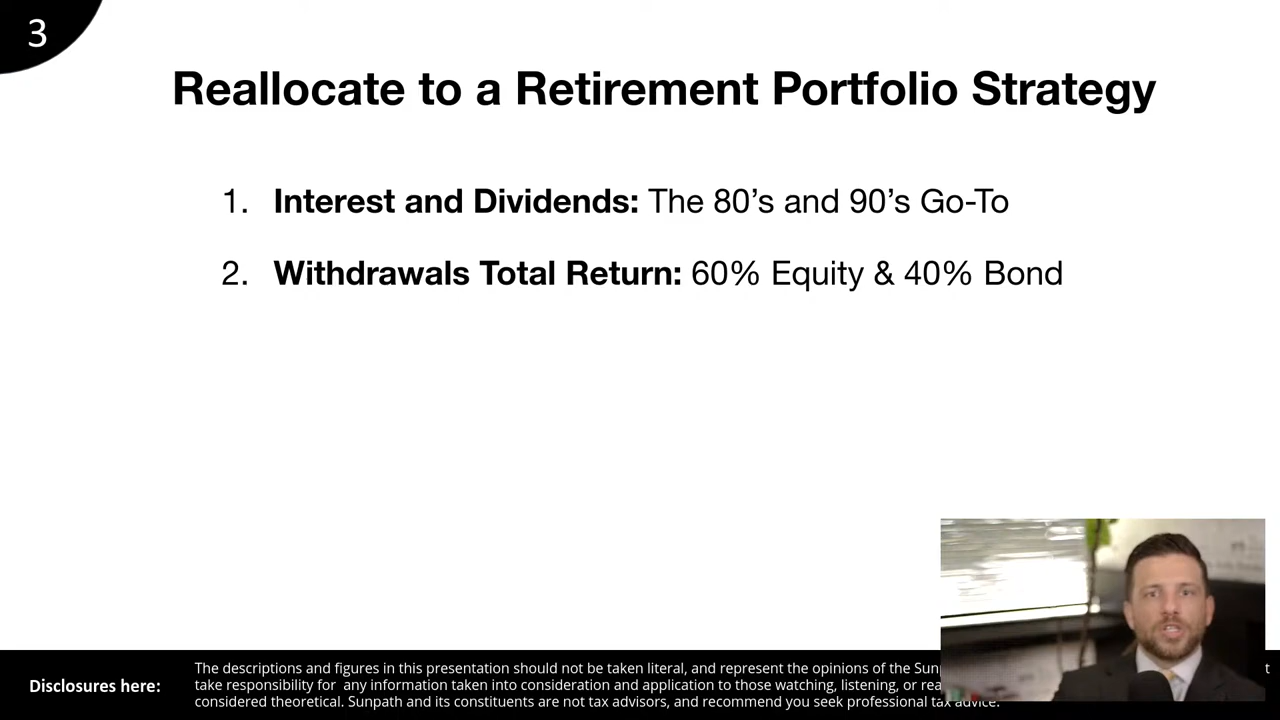 3
Reallocate to a Retirement Portfolio Strategy
1. Interest and Dividends: The 80’s and 90’s Go-To
2. Withdrawals Total Return: 60% Equity & 40% Bond
Disclosures here:
The descriptions and figures in this presentation should not be taken literal, and represent the opinions of the
take responsibility for any information taken into consideration and application to those watching, listening, or
considered theoretical. Sunpath and its constituents are not tax advisors, and recommend you seek professional tax advice.